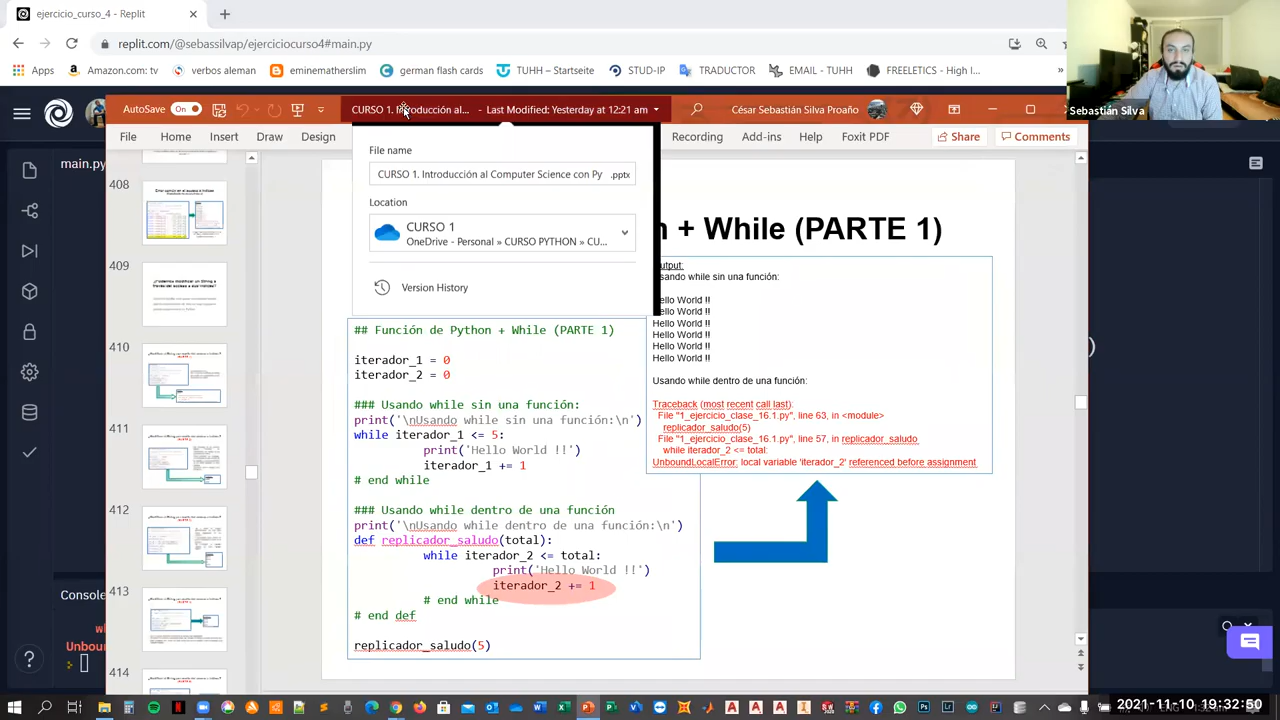 ejercicio_curso_4 - Replit
replit.com/@sebasilvap/ejerciciocurso4#main.py
Apps
Amazon.com: tv
verbos aleman
eminemathelimir
german cards
TUHH – Startseite
STUD-IP
TRADUCTOR
EMAIL - TUHH
FREELETICS - High I...
»
Sebastián Silva
AutoSave
On
CURSO 1. Introducción al... - Last Modified: Yesterday at 12:21 am
César Sebastián Silva Proaño
File
Home
Insert
Draw
Design
Recording
Add-ins
Help
Foxit PDF
Share
Comments
main.py
File name
CURSO 1. Introducción al Computer Science con Py
.pptx
Location
CURSO 1
OneDrive - Personal » CURSO PYTHON » CU...
Version History
408
409
410
411
412
413
414
n + While (PARTE 1)
utput:
sando while sin una función:
ello World !!
ello World !!
Hello World !!
Hello World !!
Hello World !!
Hello World !!
Usando while dentro de una función:
Traceback (most recent call last):
File "1_ejercicio_clase_16.1.py", line 63, in <module>
replicador_saludo(5)
File "1_ejercicio_clase_16.1.py", line 57, in replicador_saludo
while iterador_2 <= total:
UnboundLocalError: local variable 'iterador_2' referenced before assignment
## Función de Python + While (PARTE 1)
iterador_1 = 0
iterador_2 = 0
### Usando while sin una función:
print('\nUsando while sin una función:\n')
while iterador_1 <= 5:
print('Hello World !!')
iterador_1 += 1
# end while
### Usando while dentro de una función:
print('\nUsando while dentro de una función:\n')
def replicador_saludo(total):
while iterador_2 <= total:
print('Hello World !!')
iterador_2 += 1
while
# end def
replicador_saludo(5)
Console
wh
Unbou
2021-11-10 19:32:50